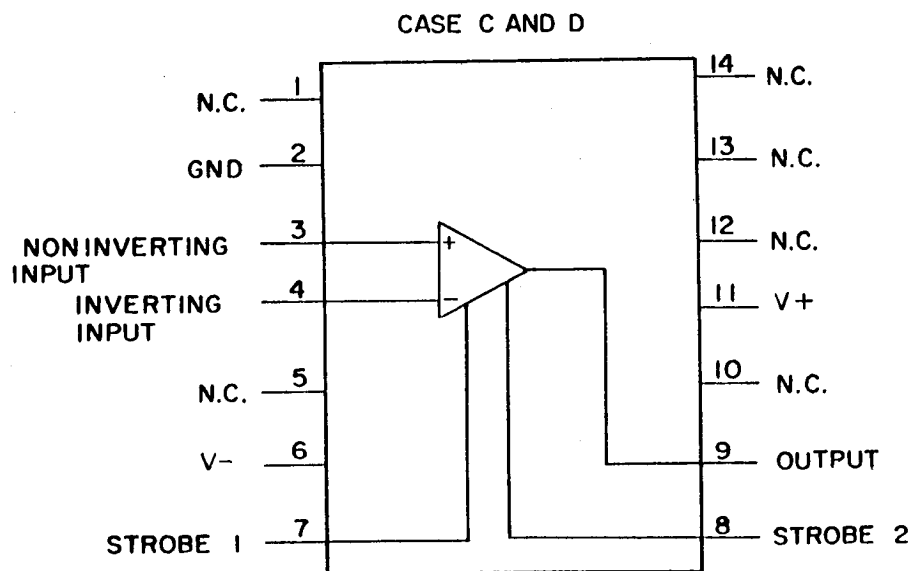 CASE C AND D
N.C. 1
GND 2
NONINVERTING 3
INPUT
INVERTING 4
INPUT
N.C. 5
V- 6
STROBE 1 7
+
-
14 N.C.
13 N.C.
12 N.C.
11 V+
10 N.C.
9 OUTPUT
8 STROBE 2